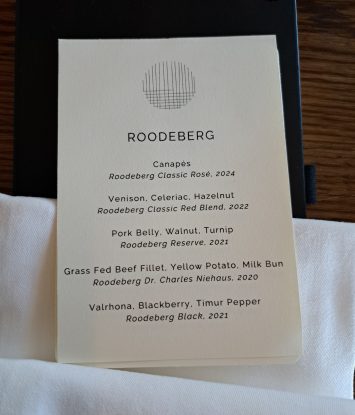 ROODEBERG
Canapés
Roodeberg Classic Rosé, 2024
Venison, Celeriac, Hazelnut
Roodeberg Classic Red Blend, 2022
Pork Belly, Walnut, Turnip
Roodeberg Reserve, 2021
Grass Fed Beef Fillet, Yellow Potato, Milk Bun
Roodeberg Dr. Charles Niehaus, 2020
Valrhona, Blackberry, Timur Pepper
Roodeberg Black, 2021